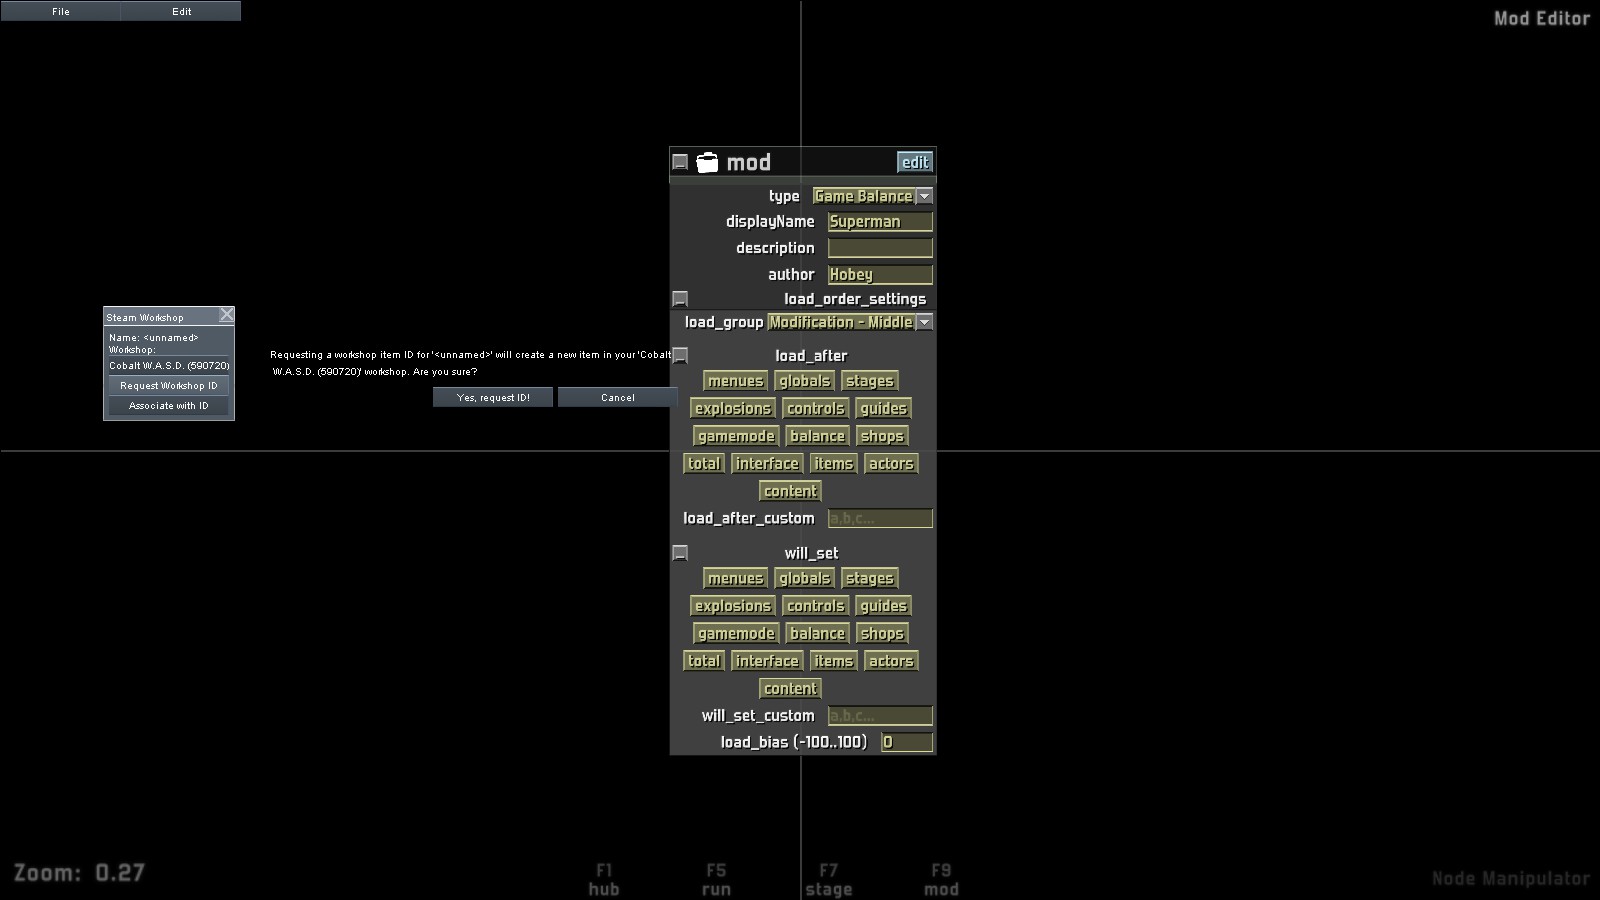 File Edit
Mod Editor
mod edit
type Game Balance
displayName Superman
description
author Hobey
load_order_settings
load_group Modification - Middle
load_after
menues globals stages
explosions controls guides
gamemode balance shops
total interface items actors
content
load_after_custom a,b,c...
will_set
menues globals stages
explosions controls guides
gamemode balance shops
total interface items actors
content
will_set_custom a,b,c...
load_bias (-100..100) 0
Steam Workshop
Name: <unnamed>
Workshop:
Cobalt W.A.S.D. (590720)
Request Workshop ID
Associate with ID
Requesting a workshop item ID for '<unnamed>' will create a new item in your 'Cobalt
W.A.S.D. (590720)' workshop. Are you sure?
Yes, request ID! Cancel
Zoom: 0.27
F1 F5 F7 F9
hub run stage mod
Node Manipulator